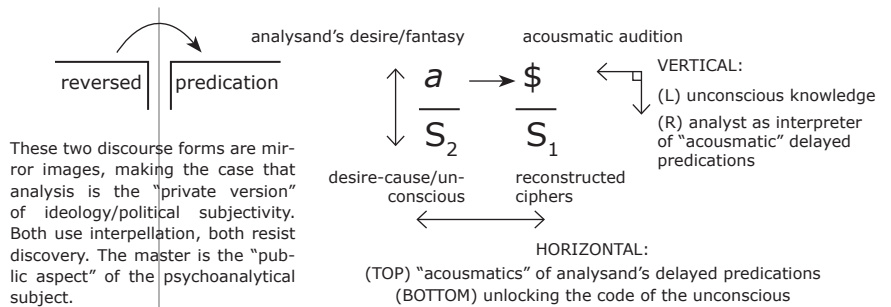 reversed predication
These two discourse forms are mir-
ror images, making the case that
analysis is the “private version”
of ideology/political subjectivity.
Both use interpellation, both resist
discovery. The master is the “pub-
lic aspect” of the psychoanalytical
subject.
analysand’s desire/fantasy
acousmatic audition
a $
S2 S1
desire-cause/un-
conscious
reconstructed
ciphers
VERTICAL:
(L) unconscious knowledge
(R) analyst as interpreter
of “acousmatic” delayed
predications
HORIZONTAL:
(TOP) “acousmatics” of analysand’s delayed predications
(BOTTOM) unlocking the code of the unconscious